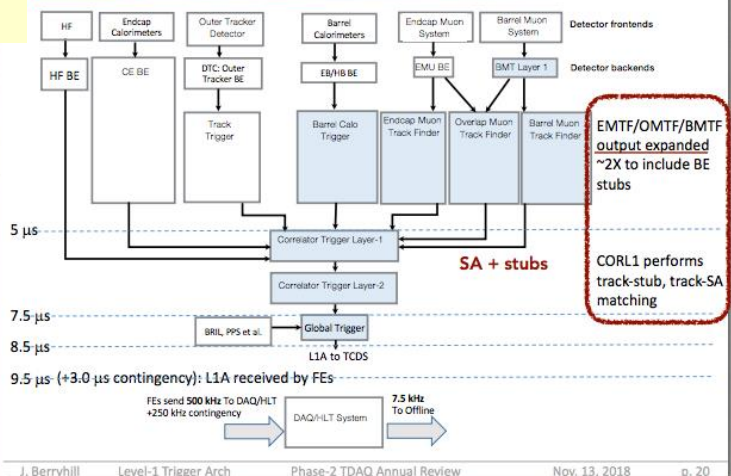 HF
Endcap
Calorimeters
Outer Tracker
Detector
Barrel
Calorimeters
Endcap Muon
System
Barrel Muon
System
Detector frontends
HF BE
CE BE
DTC: Outer
Tracker BE
EB/HB BE
EMU BE
BMT Layer 1
Detector backends
Track
Trigger
Barrel Calo
Trigger
Endcap Muon
Track Finder
Overlap Muon
Track Finder
Barrel Muon
Track Finder
EMTF/OMTF/BMTF
output expanded
~2X to include BE
stubs
5 μs
Correlator Trigger Layer-1
SA + stubs
CORL1 performs
track-stub, track-SA
matching
Correlator Trigger Layer-2
7.5 μs
BRIL, PPS et al.
Global Trigger
8.5 μs
L1A to TCDS
9.5 μs (+3.0 μs contingency): L1A received by FEs
FEs send 500 kHz To DAQ/HLT
+250 kHz contingency
DAQ/HLT System
7.5 kHz
To Offline
J. Berryhill Level-1 Trigger Arch Phase-2 TDAQ Annual Review Nov. 13, 2018 p. 20